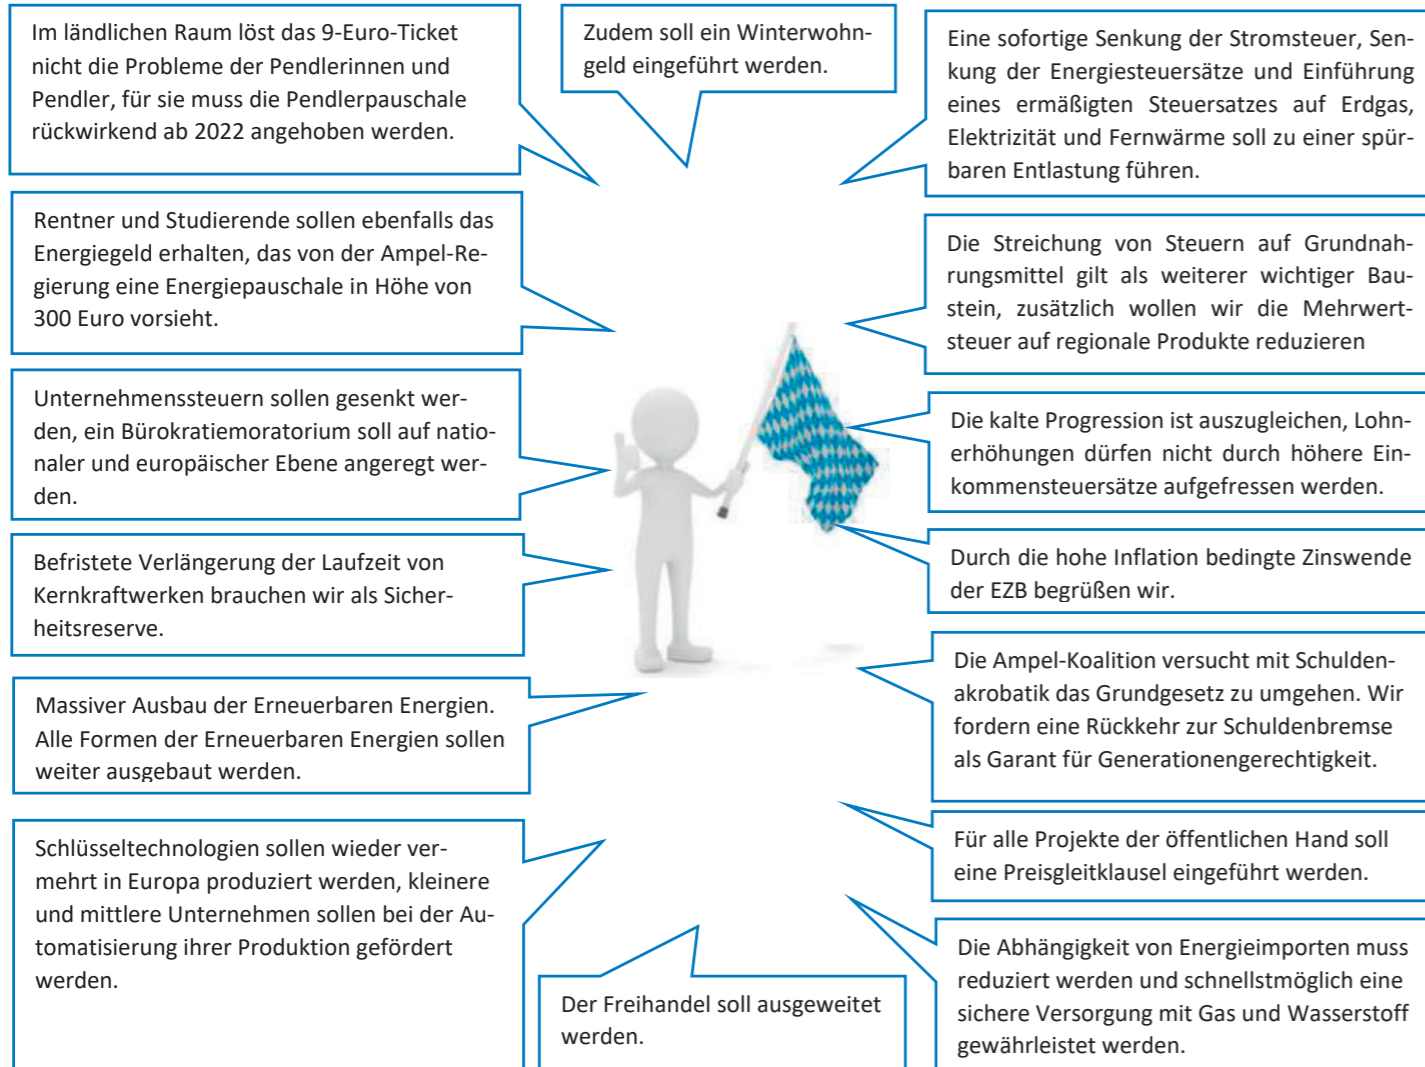 Im ländlichen Raum löst das 9-Euro-Ticket
nicht die Probleme der Pendlerinnen und
Pendler, für sie muss die Pendlerpauschale
rückwirkend ab 2022 angehoben werden.
Zudem soll ein Winterwohn-
geld eingeführt werden.
Eine sofortige Senkung der Stromsteuer, Sen-
kung der Energiesteuersätze und Einführung
eines ermäßigten Steuersatzes auf Erdgas,
Elektrizität und Fernwärme soll zu einer spür-
baren Entlastung führen.
Rentner und Studierende sollen ebenfalls das
Energiegeld erhalten, das von der Ampel-Re-
gierung eine Energiepauschale in Höhe von
300 Euro vorsieht.
Die Streichung von Steuern auf Grundnah-
rungsmittel gilt als weiterer wichtiger Bau-
stein, zusätzlich wollen wir die Mehrwert-
steuer auf regionale Produkte reduzieren
Unternehmenssteuern sollen gesenkt wer-
den, ein Bürokratiemoratorium soll auf natio-
naler und europäischer Ebene angeregt wer-
den.
Die kalte Progression ist auszugleichen, Lohn-
erhöhungen dürfen nicht durch höhere Ein-
kommensteuersätze aufgefressen werden.
Befristete Verlängerung der Laufzeit von
Kernkraftwerken brauchen wir als Sicher-
heitsreserve.
Durch die hohe Inflation bedingte Zinswende
der EZB begrüßen wir.
Massiver Ausbau der Erneuerbaren Energien.
Alle Formen der Erneuerbaren Energien sollen
weiter ausgebaut werden.
Die Ampel-Koalition versucht mit Schulden-
akrobatik das Grundgesetz zu umgehen. Wir
fordern eine Rückkehr zur Schuldenbremse
als Garant für Generationengerechtigkeit.
Schlüsseltechnologien sollen wieder ver-
mehrt in Europa produziert werden, kleinere
und mittlere Unternehmen sollen bei der Au-
tomatisierung ihrer Produktion gefördert
werden.
Für alle Projekte der öffentlichen Hand soll
eine Preisgleitklausel eingeführt werden.
Der Freihandel soll ausgeweitet
werden.
Die Abhängigkeit von Energieimporten muss
reduziert werden und schnellstmöglich eine
sichere Versorgung mit Gas und Wasserstoff
gewährleistet werden.